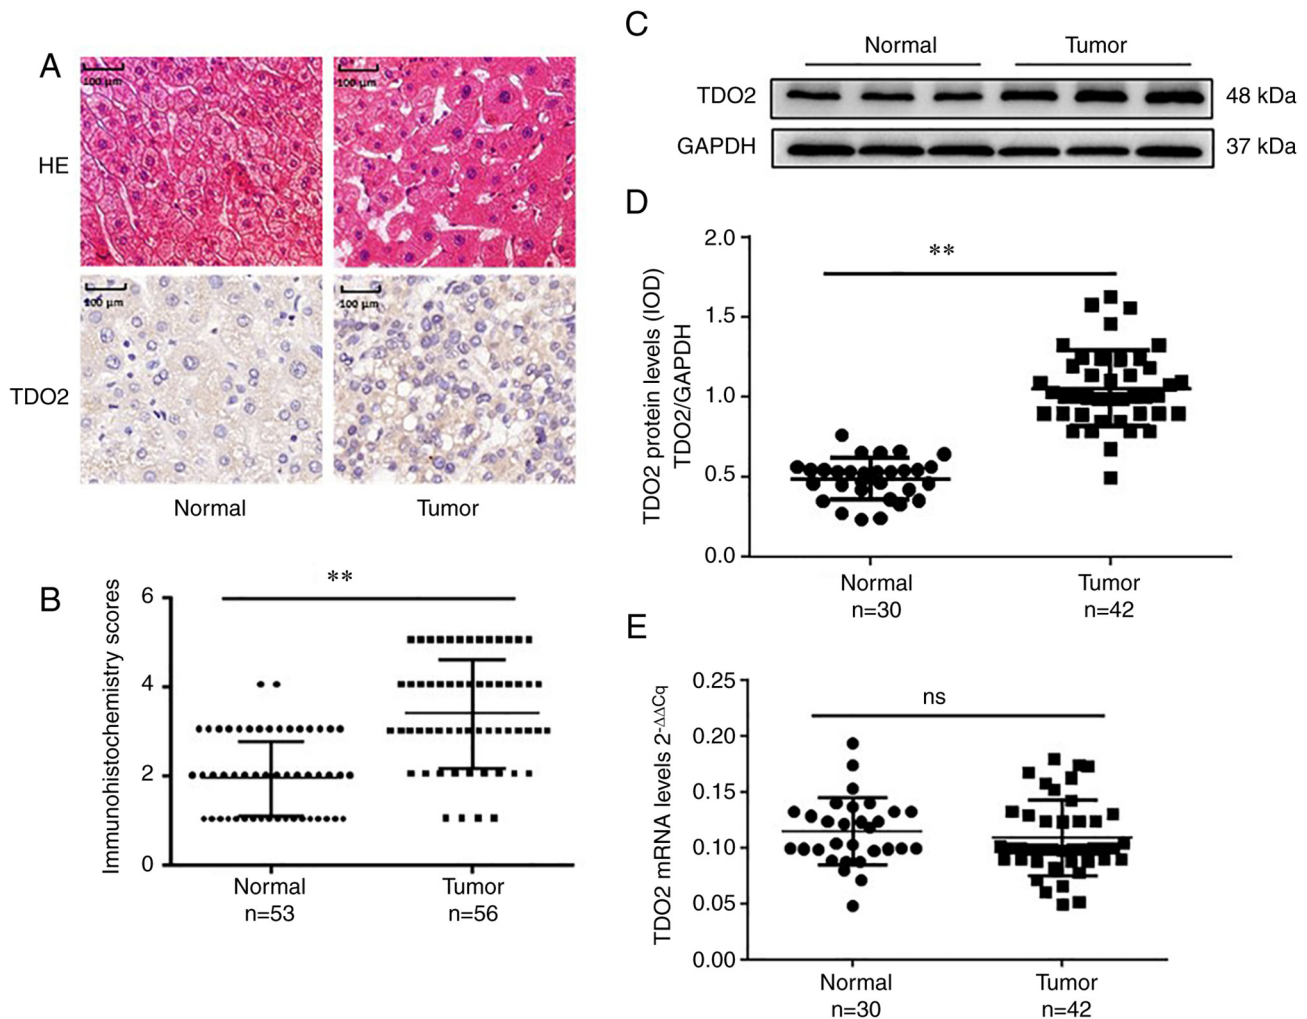 A
100 μm
100 μm
HE
100 μm
100 μm
TDO2
Normal
Tumor
B
**
Immunohistochemistry scores
6
4
2
0
Normal
n=53
Tumor
n=56
C
Normal
Tumor
TDO2
48 kDa
GAPDH
37 kDa
D
**
TDO2 protein levels (IOD)
TDO2/GAPDH
2.0
1.5
1.0
0.5
0.0
Normal
n=30
Tumor
n=42
E
ns
TDO2 mRNA levels 2-ΔΔCq
0.25
0.20
0.15
0.10
0.05
0.00
Normal
n=30
Tumor
n=42